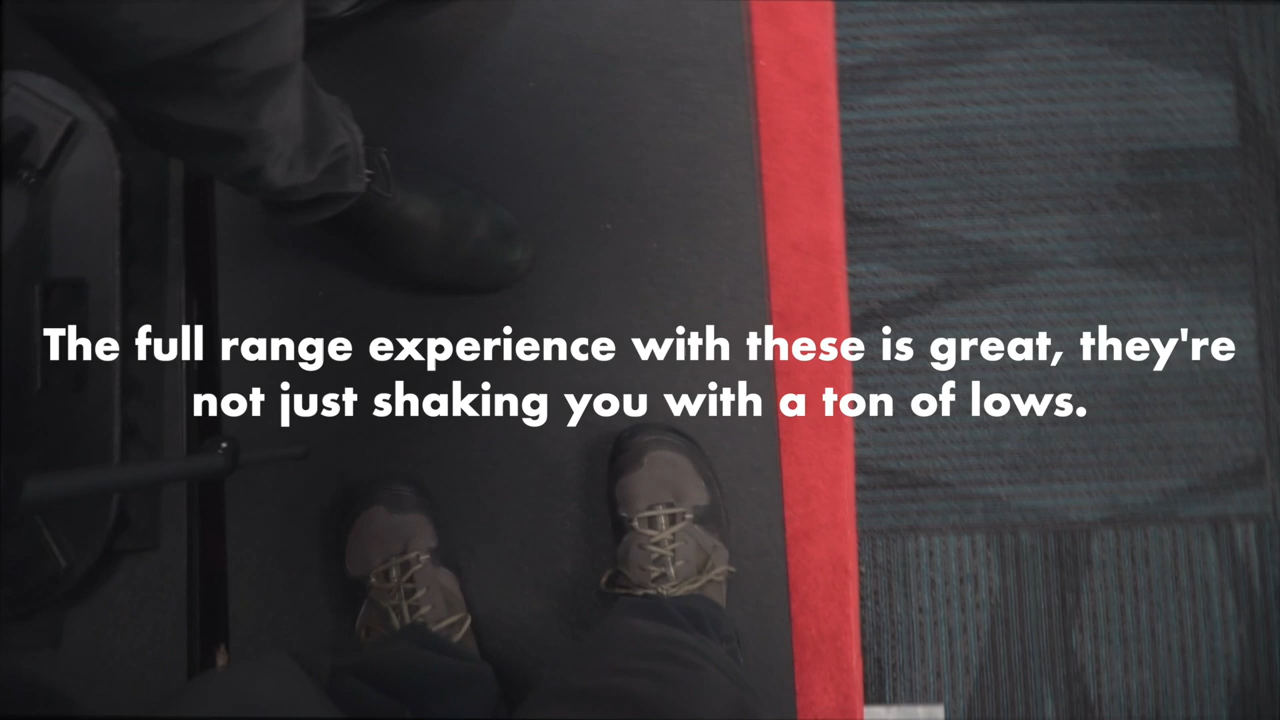 The full range experience with these is great, they're
not just shaking you with a ton of lows.